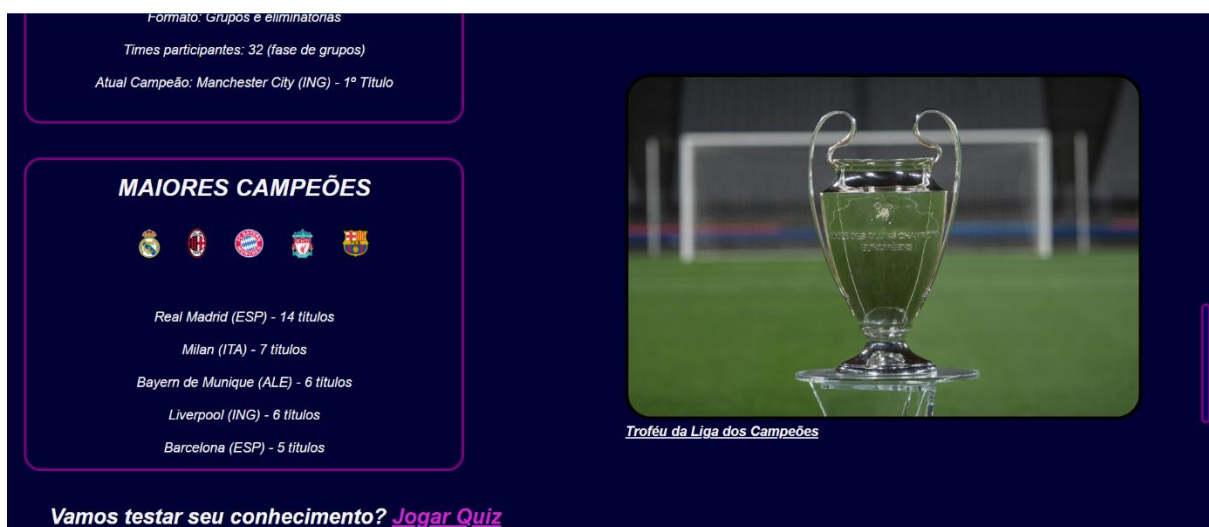 Formato: Grupos e eliminatórias
Times participantes: 32 (fase de grupos)
Atual Campeão: Manchester City (ING) - 1º Título
MAIORES CAMPEÕES
Real Madrid (ESP) - 14 títulos
Milan (ITA) - 7 títulos
Bayern de Munique (ALE) - 6 títulos
Liverpool (ING) - 6 títulos
Barcelona (ESP) - 5 títulos
Troféu da Liga dos Campeões
Vamos testar seu conhecimento? Jogar Quiz